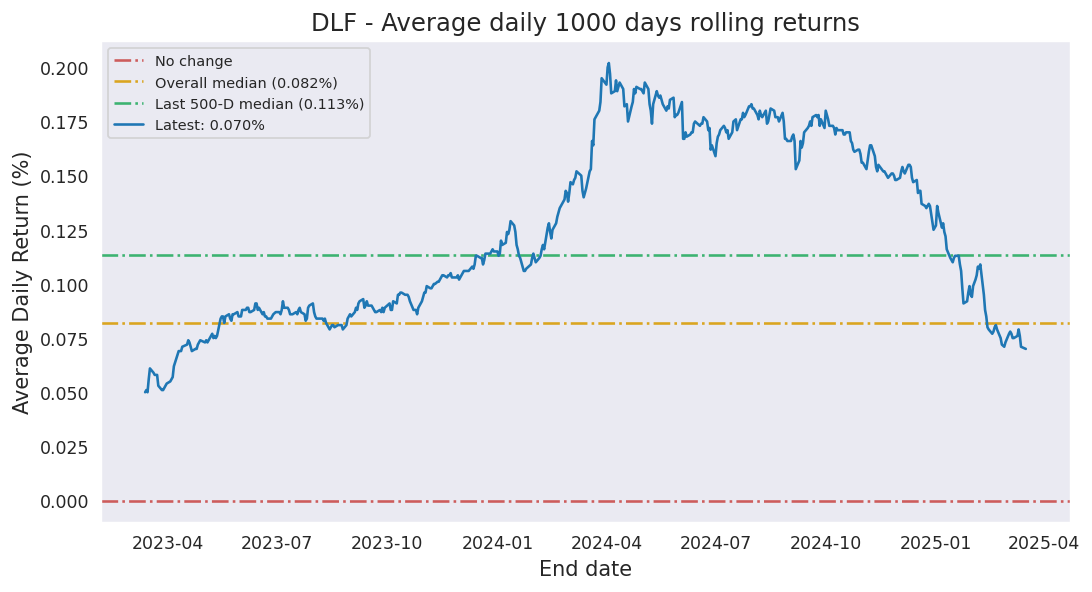 DLF - Average daily 1000 days rolling returns
No change
Overall median (0.082%)
Last 500-D median (0.113%)
Latest: 0.070%
Average Daily Return (%)
0.200
0.175
0.150
0.125
0.100
0.075
0.050
0.025
0.000
2023-04 2023-07 2023-10 2024-01 2024-04 2024-07 2024-10 2025-01 2025-04
End date